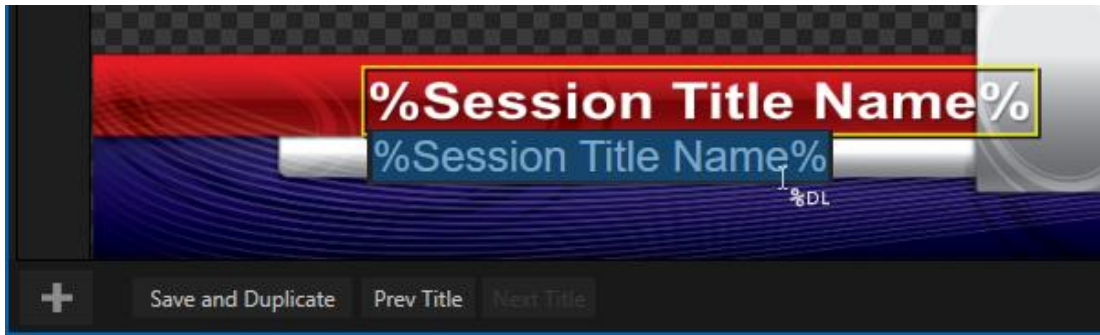 %Session Title Name%
%Session Title Name%
%DL
Save and Duplicate Prev Title Next Title